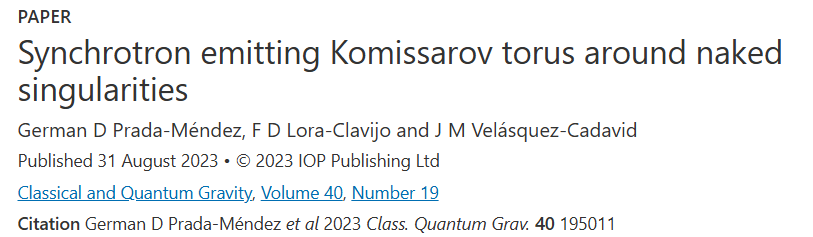 PAPER
Synchrotron emitting Komissarov torus around naked
singularities
German D Prada-Méndez, F D Lora-Clavijo and J M Velásquez-Cadavid
Published 31 August 2023 • © 2023 IOP Publishing Ltd
Classical and Quantum Gravity, Volume 40, Number 19
Citation German D Prada-Méndez et al 2023 Class. Quantum Grav. 40 195011